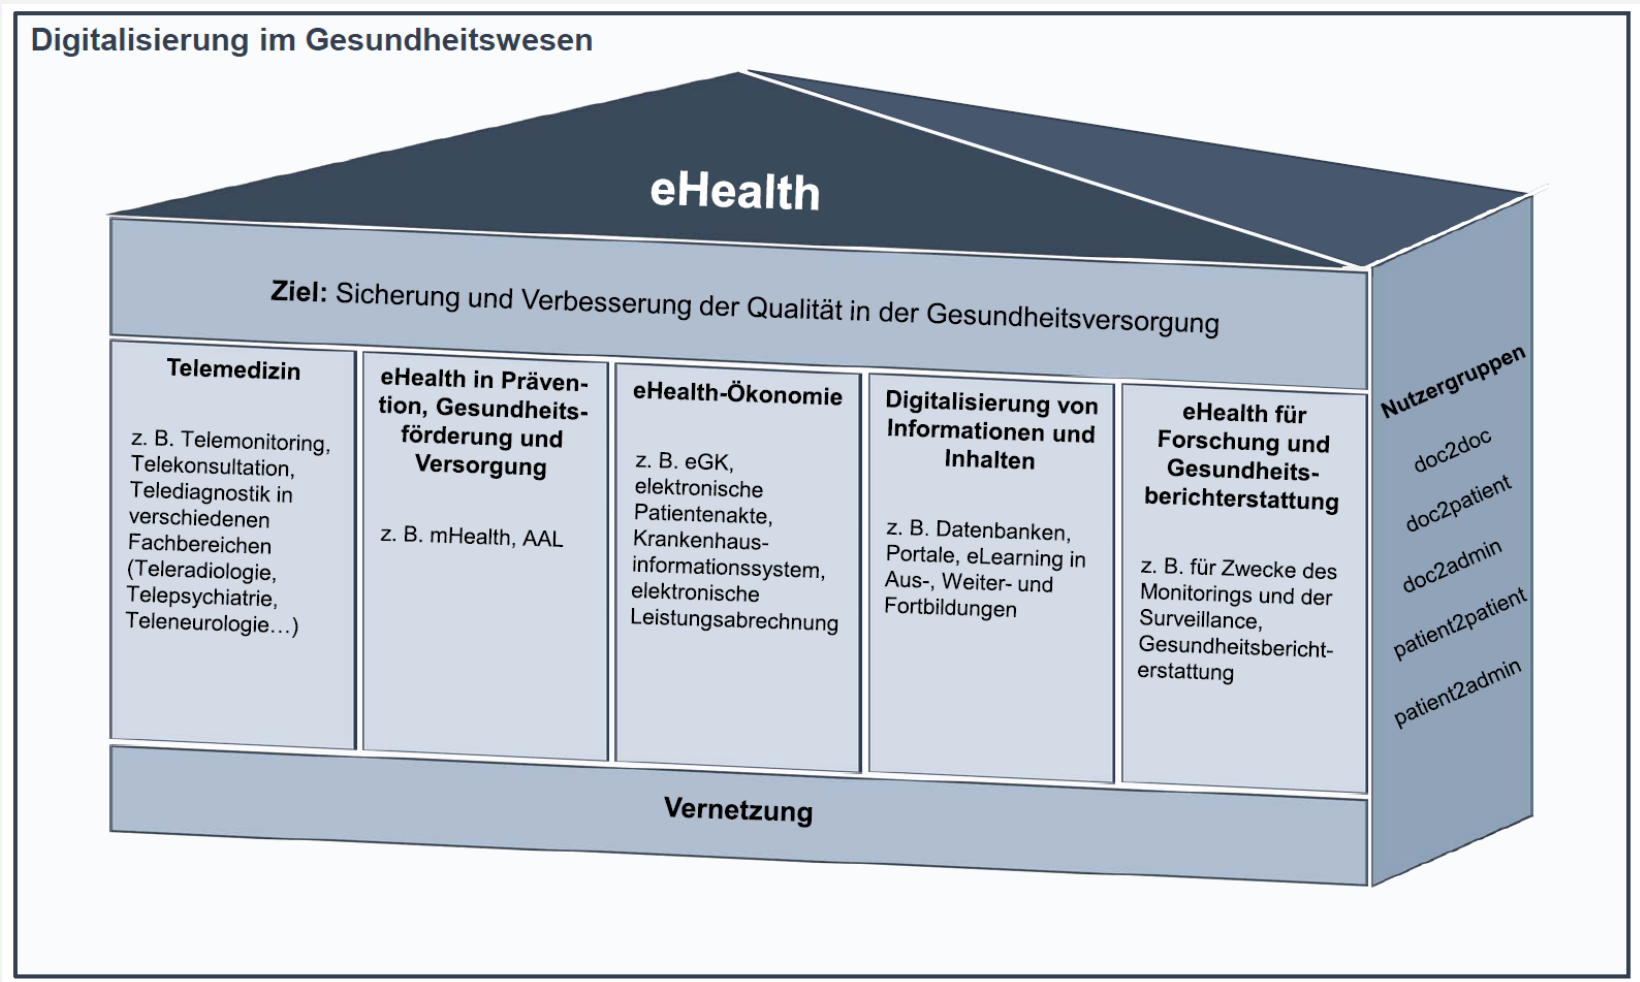 Digitalisierung im Gesundheitswesen
eHealth
Ziel: Sicherung und Verbesserung der Qualität in der Gesundheitsversorgung
Telemedizin
z. B. Telemonitoring,
Telekonsultation,
Telediagnostik in
verschiedenen
Fachbereichen
(Teleradiologie,
Telepsychiatrie,
Teleneurologie…)
eHealth in Präven-
tion, Gesundheits-
förderung und
Versorgung
z. B. mHealth, AAL
eHealth-Ökonomie
z. B. eGK,
elektronische
Patientenakte,
Krankenhaus-
informationssystem,
elektronische
Leistungsabrechnung
Digitalisierung von
Informationen und
Inhalten
z. B. Datenbanken,
Portale, eLearning in
Aus-, Weiter- und
Fortbildungen
eHealth für
Forschung und
Gesundheits-
berichterstattung
z. B. für Zwecke des
Monitorings und der
Surveillance,
Gesundheitsbericht-
erstattung
Vernetzung
Nutzergruppen
doc2doc
doc2patient
doc2admin
patient2patient
patient2admin